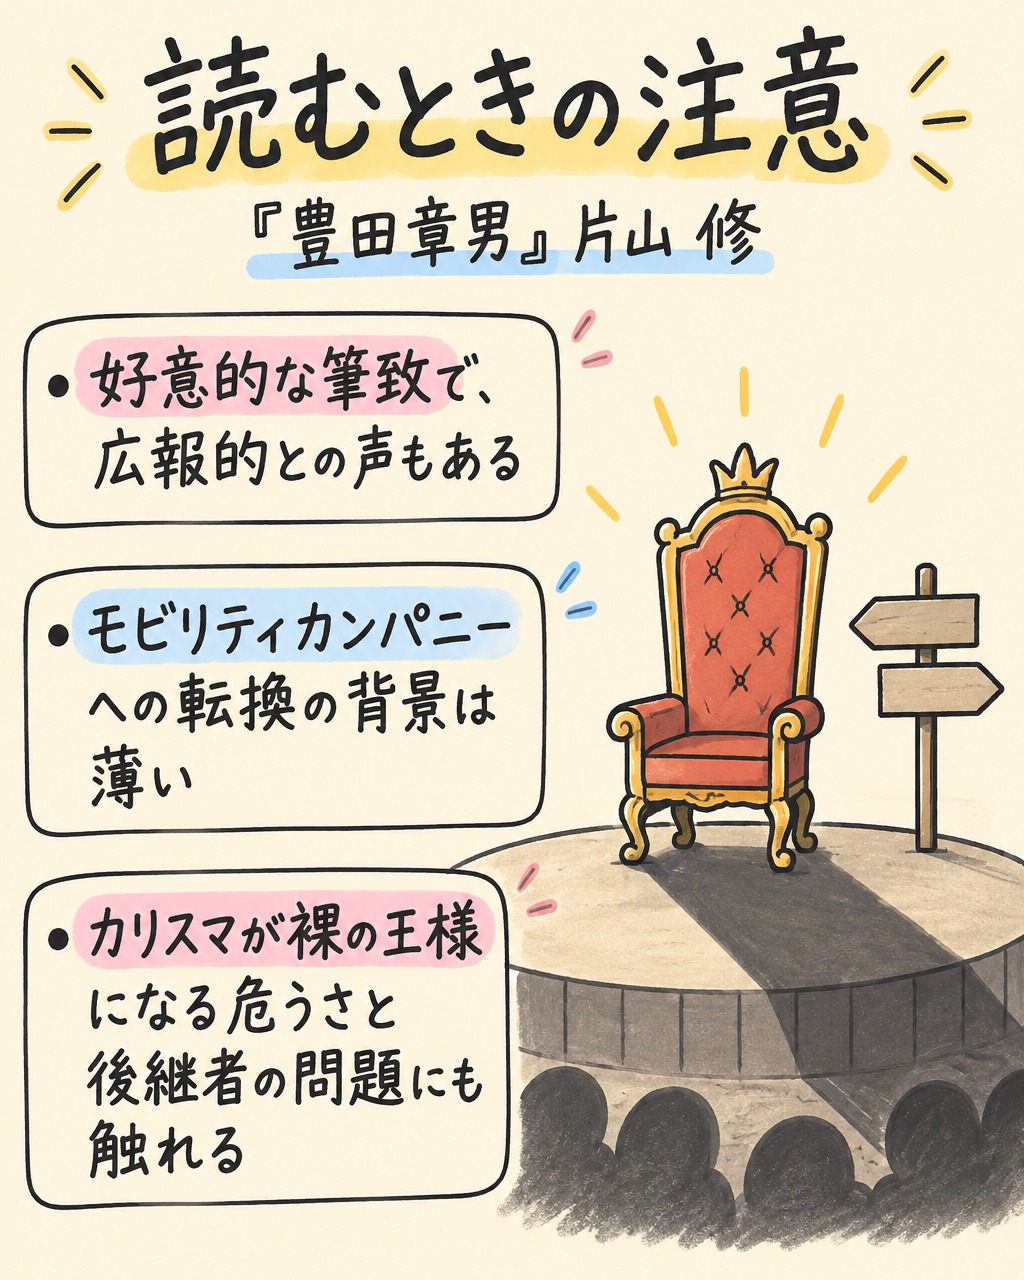 読むときの注意
『豊田章男』片山 修
• 好意的な筆致で、
広報的との声もある
• モビリティカンパニー
への転換の背景は
薄い
• カリスマが裸の王様
になる危うさと
後継者の問題にも
触れる